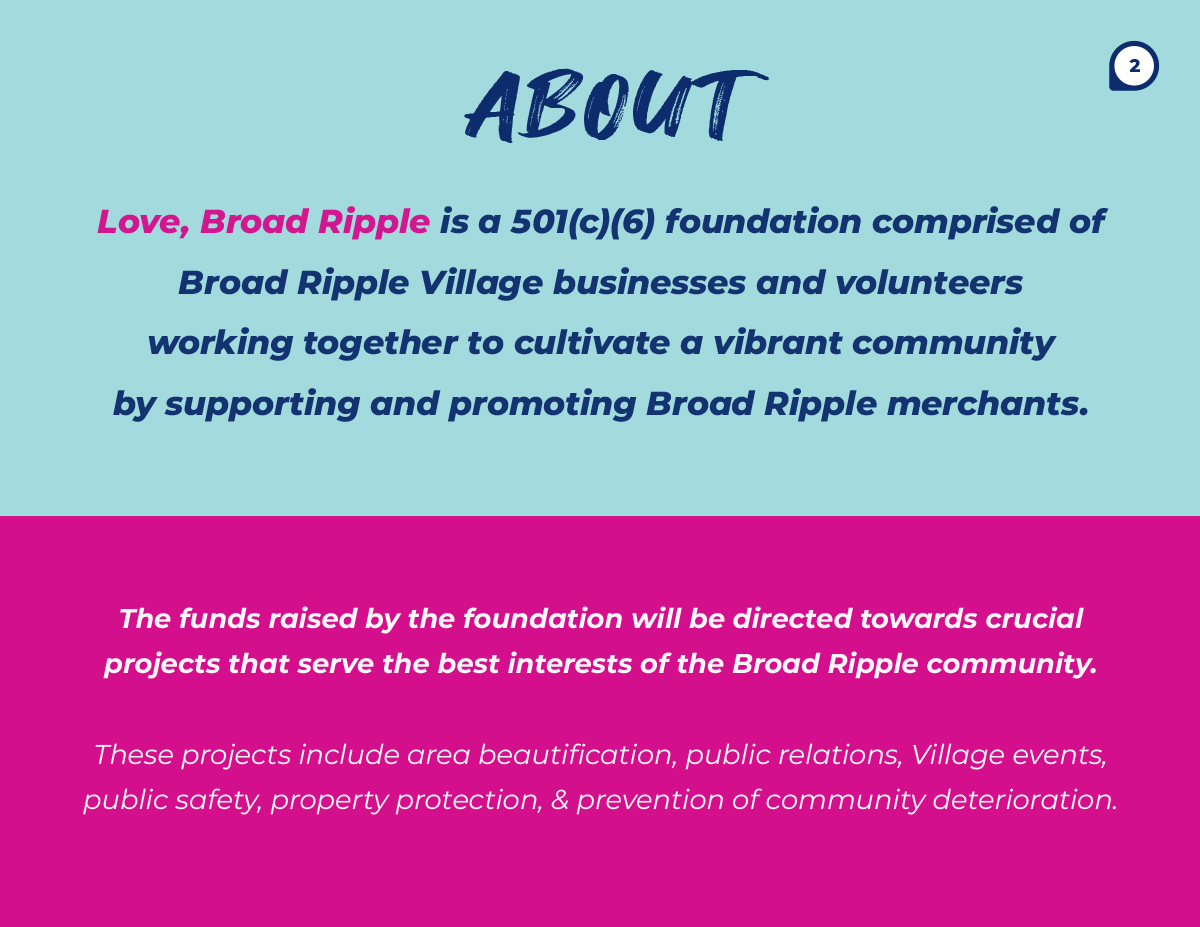 2
ABOUT
Love, Broad Ripple is a 501(c)(6) foundation comprised of
Broad Ripple Village businesses and volunteers
working together to cultivate a vibrant community
by supporting and promoting Broad Ripple merchants.
The funds raised by the foundation will be directed towards crucial
projects that serve the best interests of the Broad Ripple community.
These projects include area beautification, public relations, Village events,
public safety, property protection, & prevention of community deterioration.